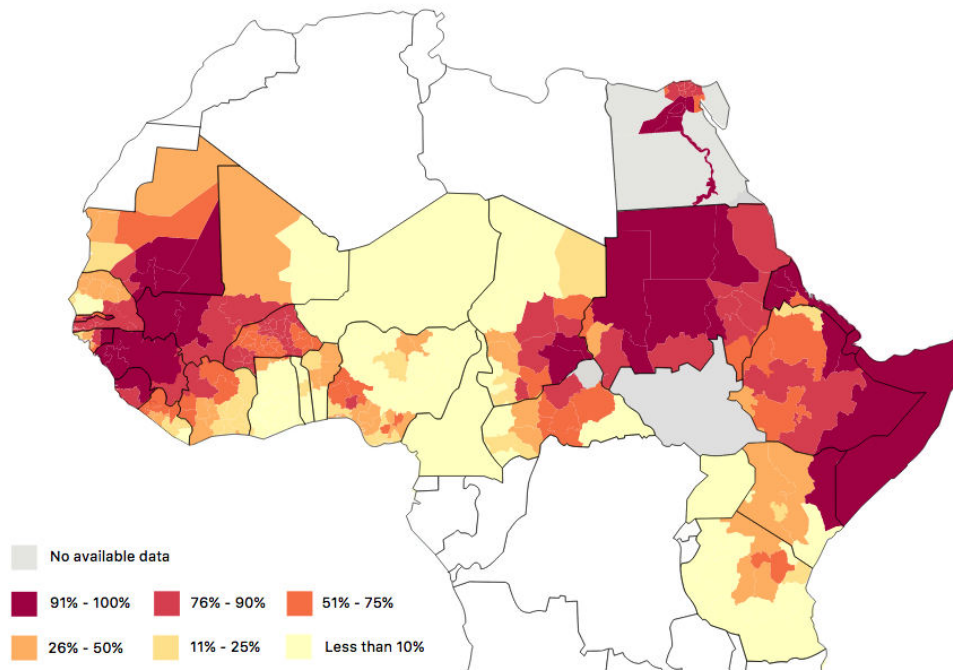 No available data
91% - 100% 76% - 90% 51% - 75%
26% - 50% 11% - 25% Less than 10%